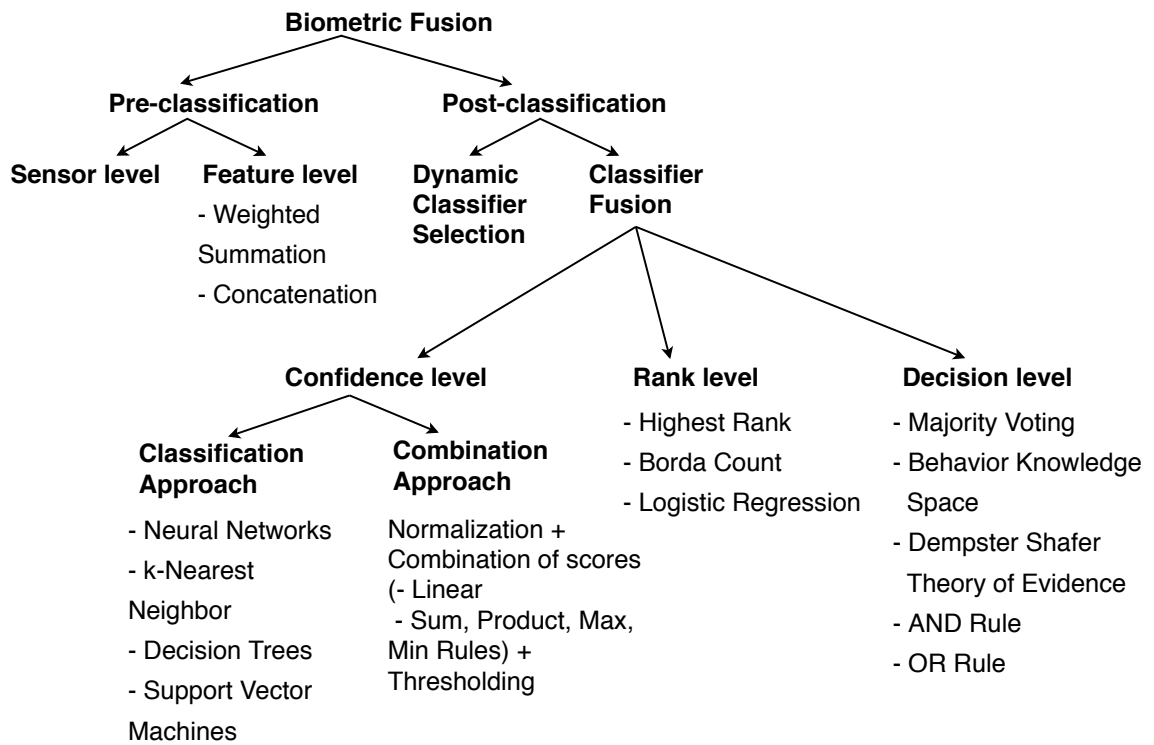 Biometric Fusion
Pre-classification
Post-classification
Sensor level
Feature level
- Weighted
Summation
- Concatenation
Dynamic
Classifier
Selection
Classifier
Fusion
Confidence level
Classification
Approach
- Neural Networks
- k-Nearest
Neighbor
- Decision Trees
- Support Vector
Machines
Combination
Approach
Normalization +
Combination of scores
(- Linear
- Sum, Product, Max,
Min Rules) +
Thresholding
Rank level
- Highest Rank
- Borda Count
- Logistic Regression
Decision level
- Majority Voting
- Behavior Knowledge
Space
- Dempster Shafer
Theory of Evidence
- AND Rule
- OR Rule